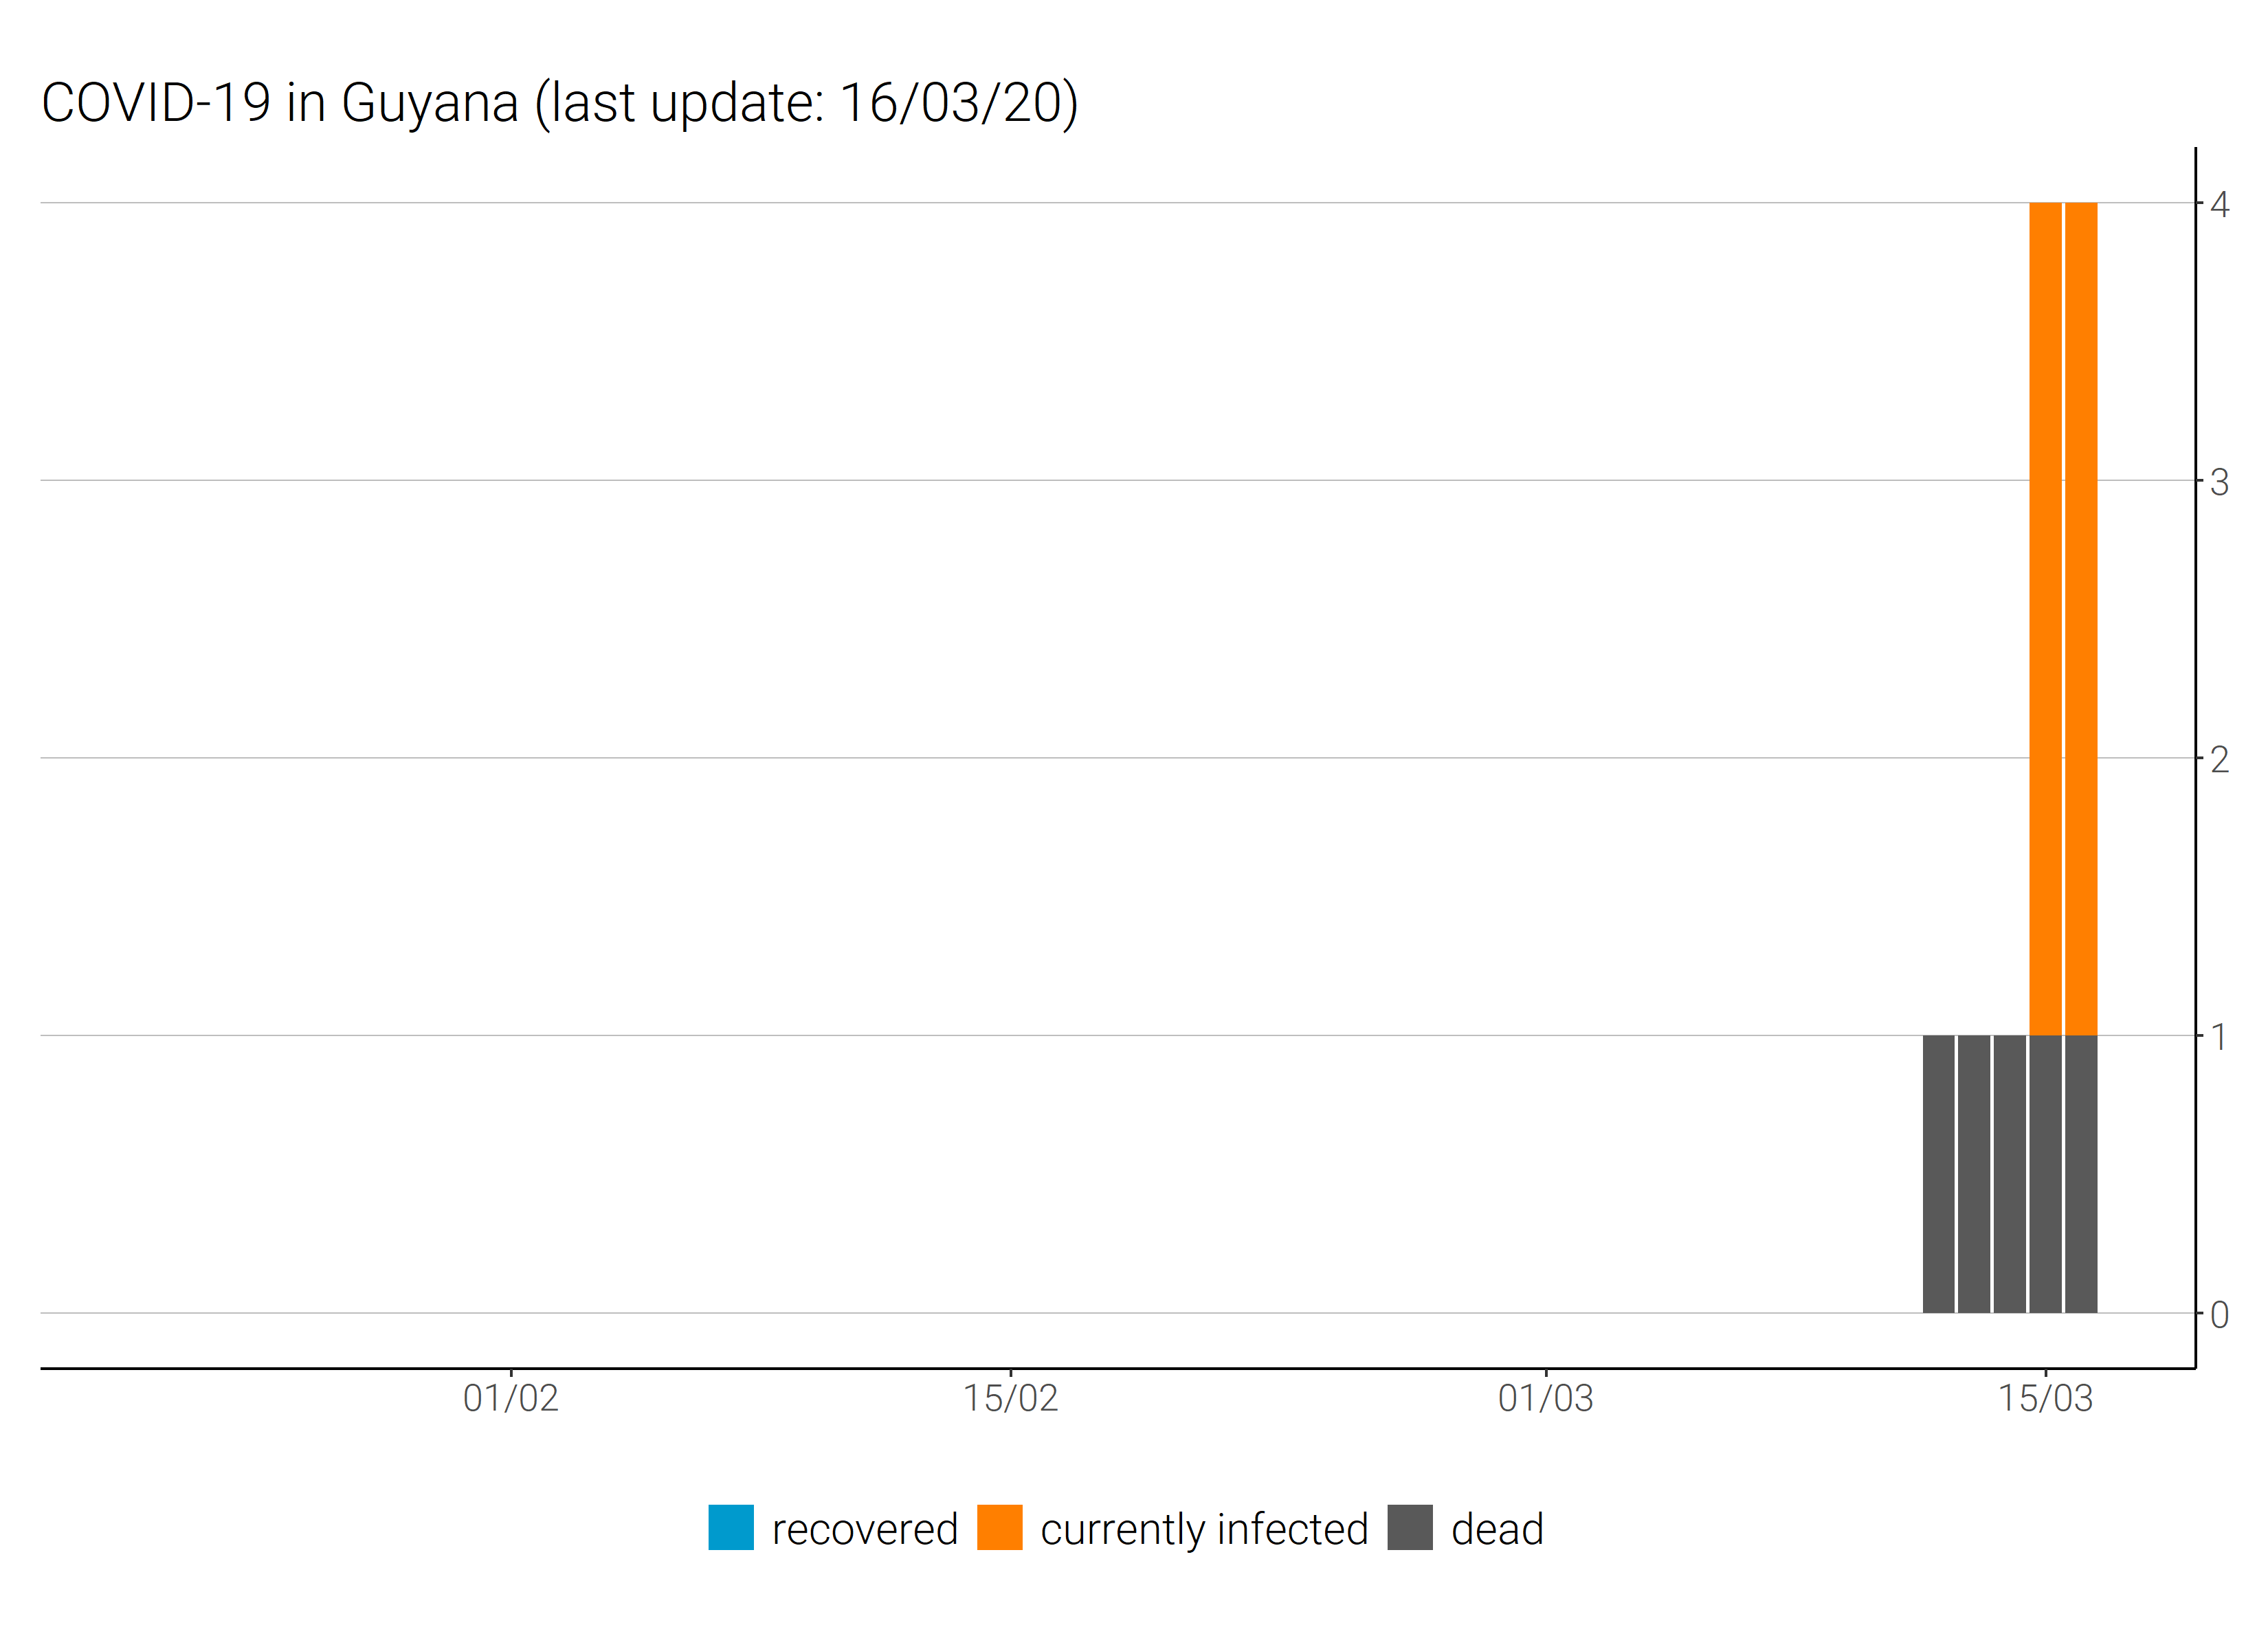 COVID-19 in Guyana (last update: 16/03/20)
4
3
2
1
0
01/02 15/02 01/03 15/03
recovered currently infected dead